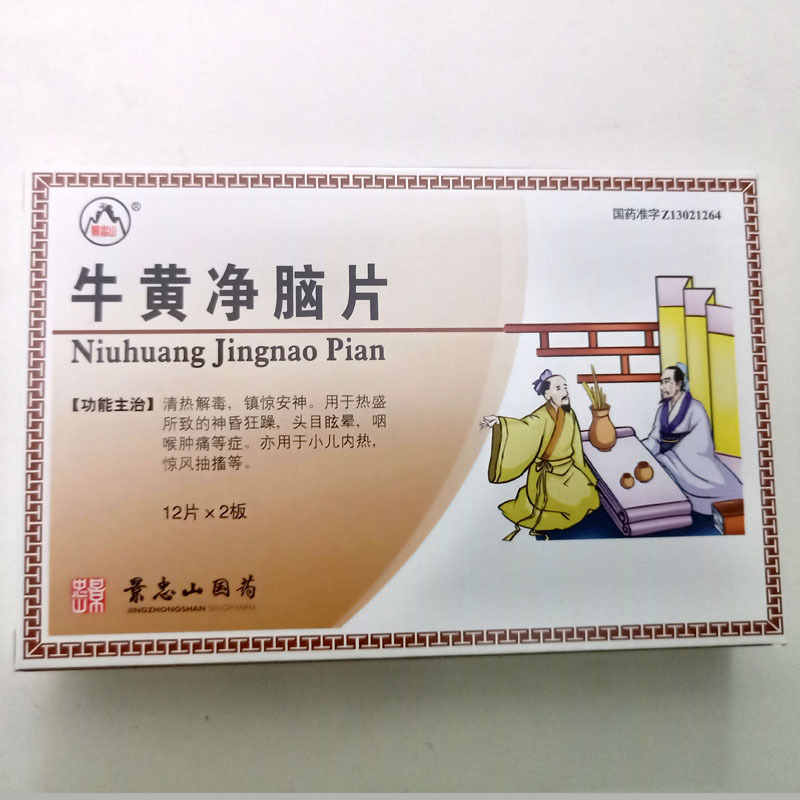 景忠山®
国药准字Z13021264
牛黄净脑片
Niuhuang Jingnao Pian
【功能主治】清热解毒，镇惊安神。用于热盛
所致的神昏狂躁，头目眩晕，咽
喉肿痛等症。亦用于小儿内热，
惊风抽搐等。
12片×2板
景忠山国药
JINGZHONGSHAN SINOPHARM